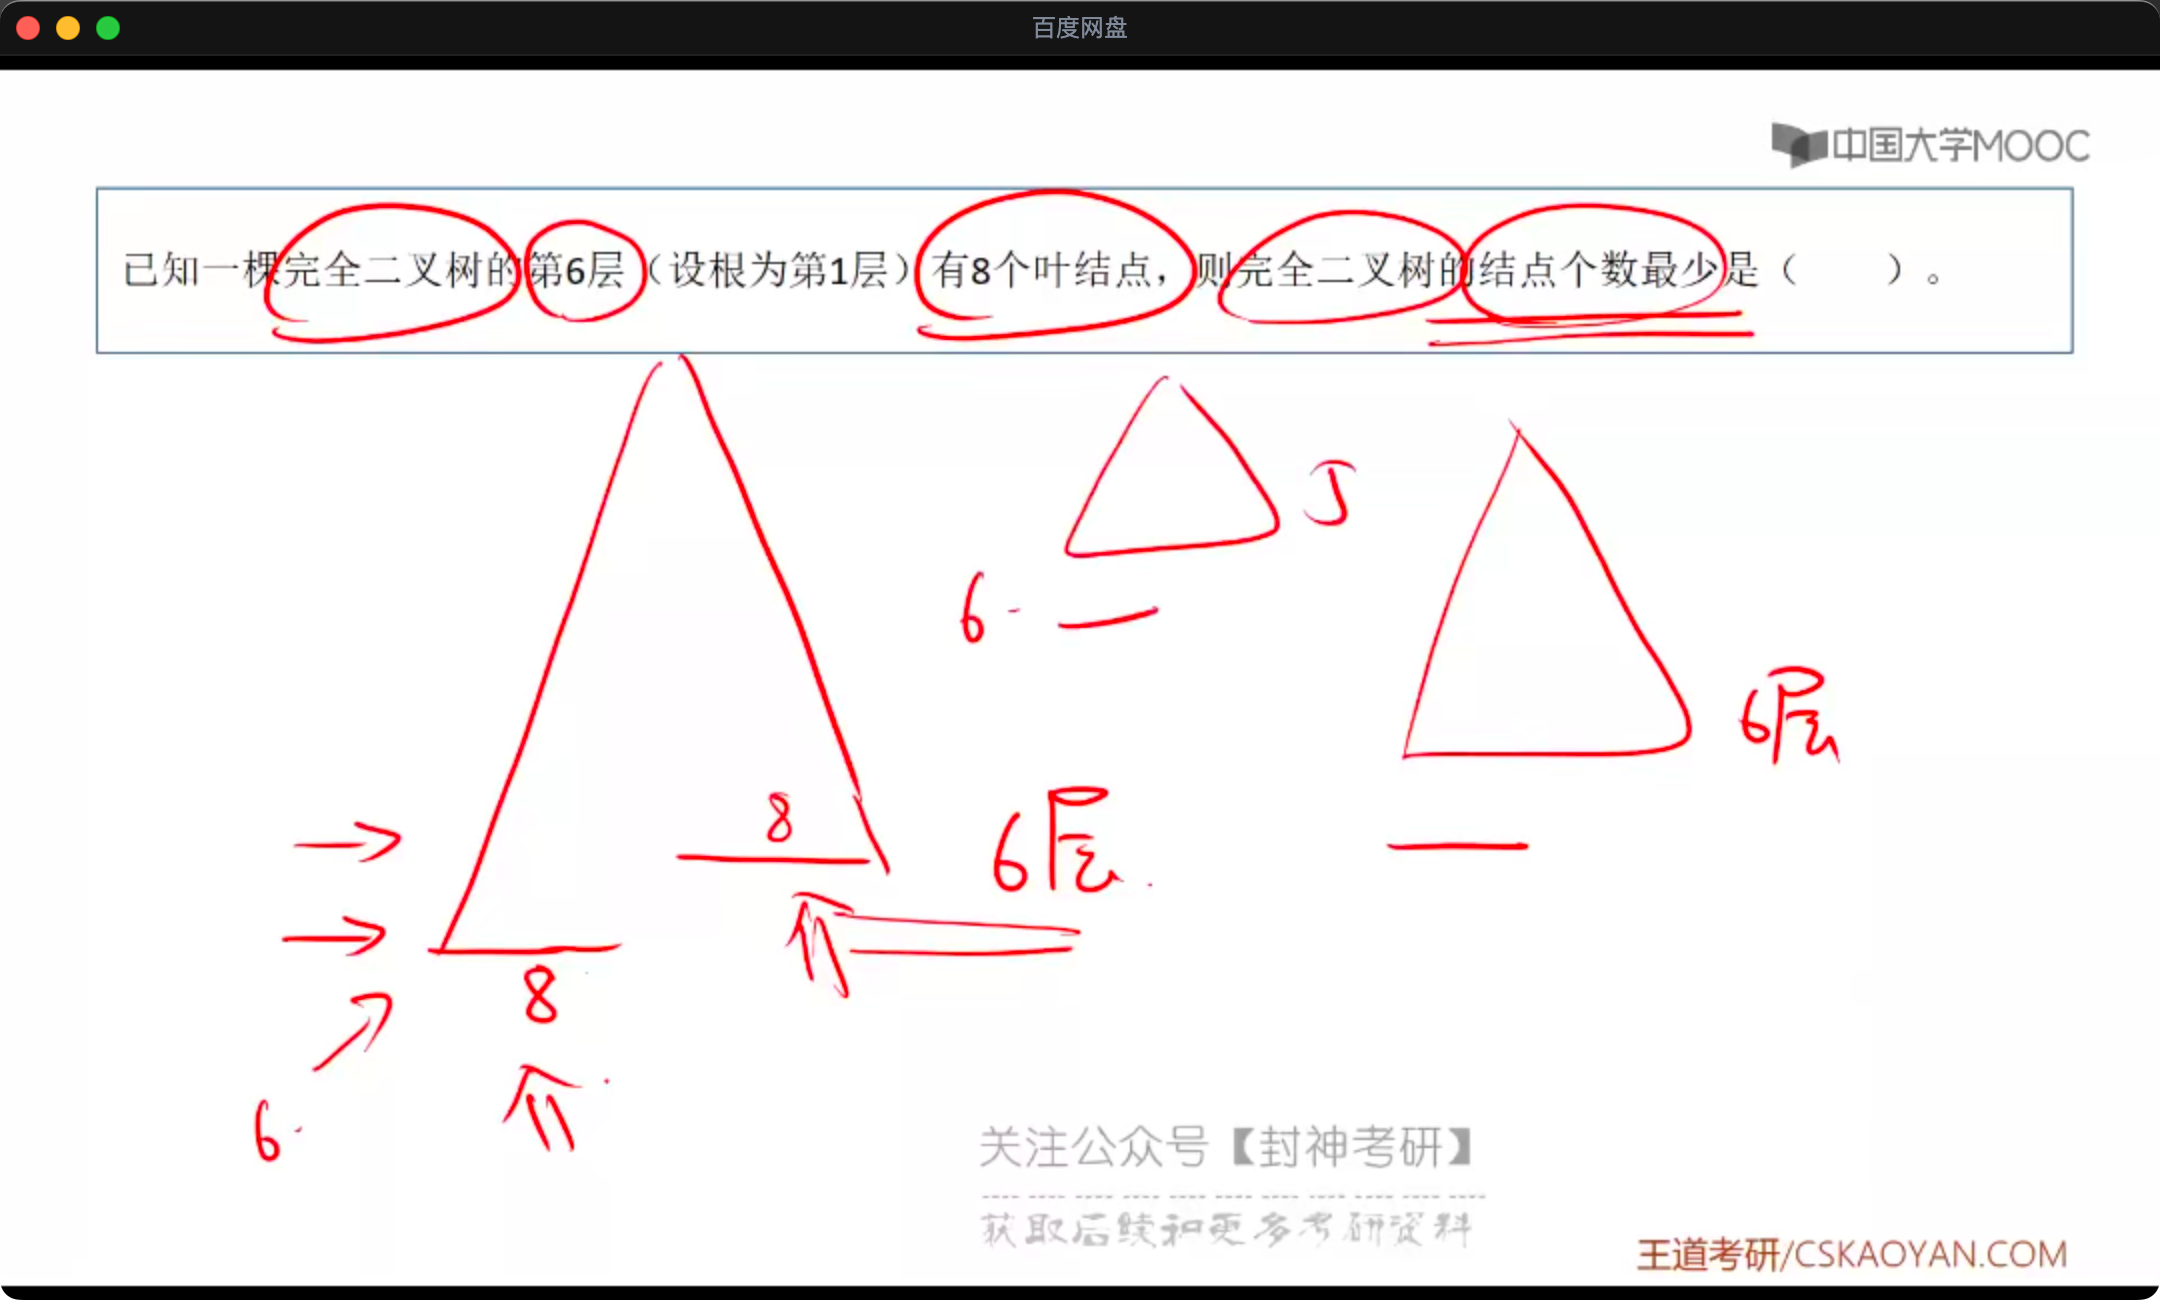 百度网盘
中国大学MOOC
已知一棵完全二叉树的第6层（设根为第1层）有8个叶结点，则完全二叉树的结点个数最少是（　　）。
5
6
6层
8
6层
8
6
关注公众号【封神考研】
获取后续和更多考研资料
王道考研/CSKAOYAN.COM